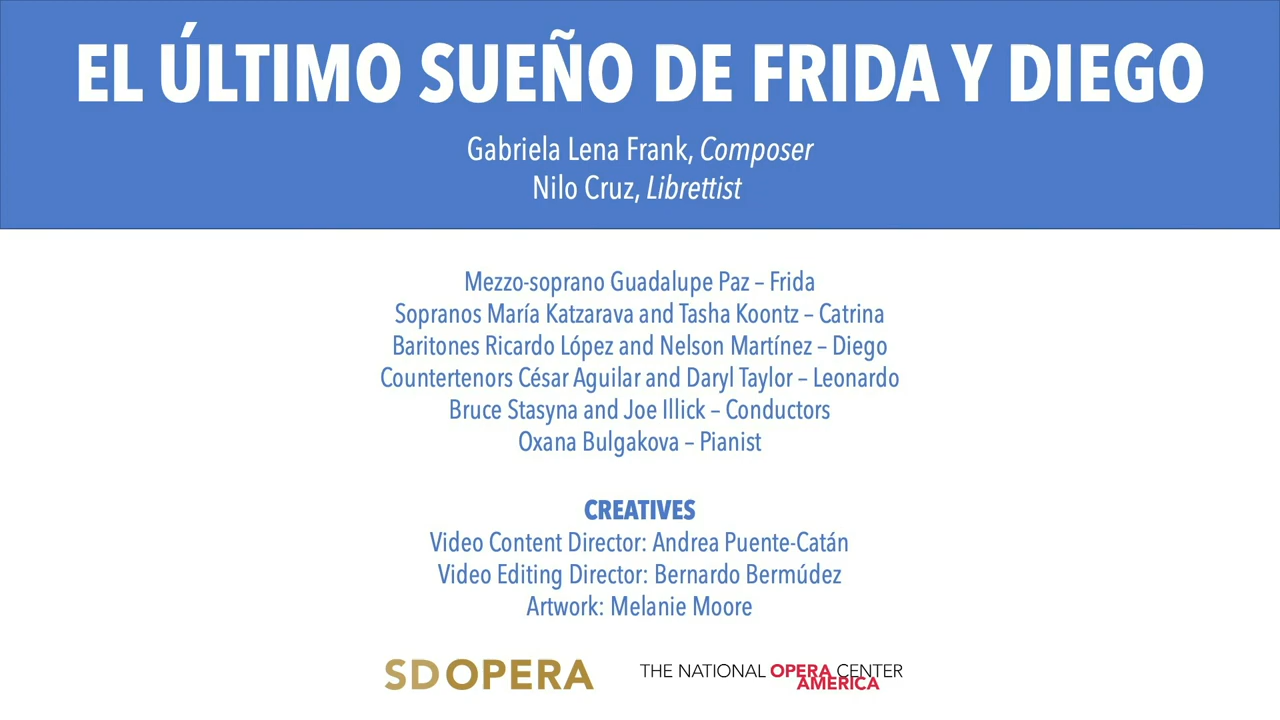 EL ÚLTIMO SUEÑO DE FRIDA Y DIEGO
Gabriela Lena Frank, Composer
Nilo Cruz, Librettist
Mezzo-soprano Guadalupe Paz – Frida
Sopranos María Katzarava and Tasha Koontz – Catrina
Baritones Ricardo López and Nelson Martínez – Diego
Countertenors César Aguilar and Daryl Taylor – Leonardo
Bruce Stasyna and Joe Illick – Conductors
Oxana Bulgakova – Pianist
CREATIVES
Video Content Director: Andrea Puente-Catán
Video Editing Director: Bernardo Bermúdez
Artwork: Melanie Moore
SD OPERA
THE NATIONAL OPERA CENTER
AMERICA